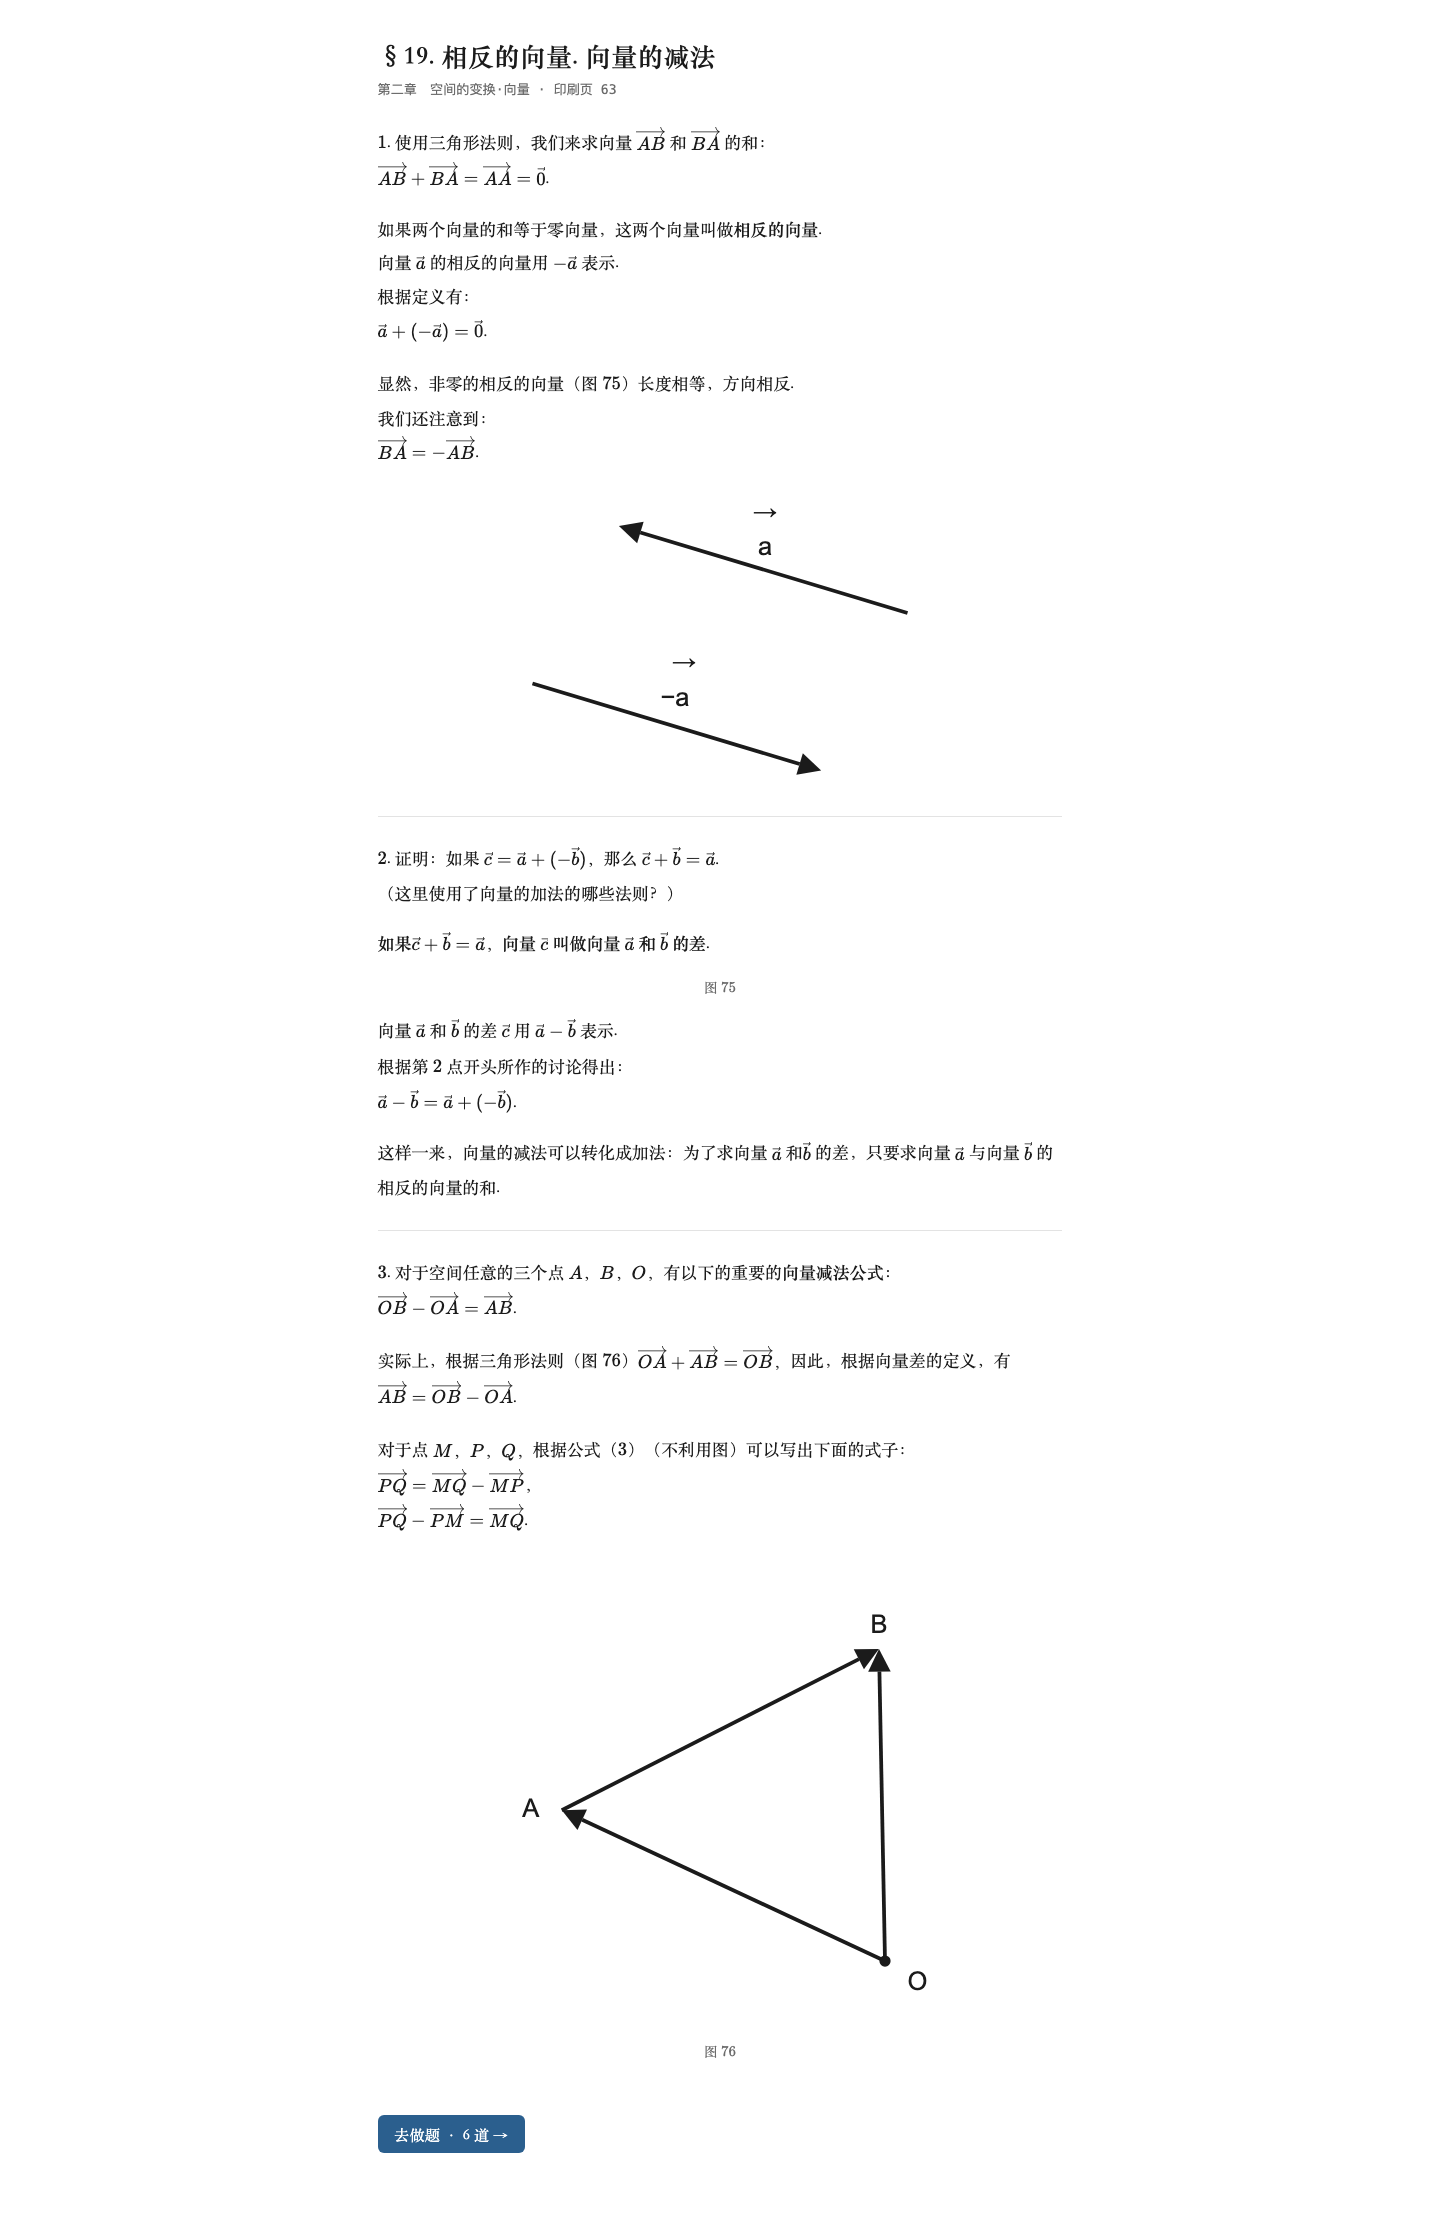 § 19. 相反的向量. 向量的减法
第二章 空间的变换·向量 · 印刷页 63
1. 使用三角形法则，我们来求向量 $\overrightarrow{AB}$ 和 $\overrightarrow{BA}$ 的和：
$\overrightarrow{AB} + \overrightarrow{BA} = \overrightarrow{AA} = \vec{0}$.
如果两个向量的和等于零向量，这两个向量叫做相反的向量.
向量 $\vec{a}$ 的相反的向量用 $-\vec{a}$ 表示.
根据定义有：
$\vec{a} + (-\vec{a}) = \vec{0}$.
显然，非零的相反的向量（图 75）长度相等，方向相反.
我们还注意到：
$\overrightarrow{BA} = -\overrightarrow{AB}$.
→
a
→
−a
2. 证明：如果 $\vec{c} = \vec{a} + (-\vec{b})$，那么 $\vec{c} + \vec{b} = \vec{a}$.
（这里使用了向量的加法的哪些法则？）
如果$\vec{c} + \vec{b} = \vec{a}$，向量 $\vec{c}$ 叫做向量 $\vec{a}$ 和 $\vec{b}$ 的差.
图 75
向量 $\vec{a}$ 和 $\vec{b}$ 的差 $\vec{c}$ 用 $\vec{a} - \vec{b}$ 表示.
根据第 2 点开头所作的讨论得出：
$\vec{a} - \vec{b} = \vec{a} + (-\vec{b})$.
这样一来，向量的减法可以转化成加法：为了求向量 $\vec{a}$ 和$\vec{b}$ 的差，只要求向量 $\vec{a}$ 与向量 $\vec{b}$ 的
相反的向量的和.
3. 对于空间任意的三个点 $A$，$B$，$O$，有以下的重要的向量减法公式：
$\overrightarrow{OB} - \overrightarrow{OA} = \overrightarrow{AB}$.
实际上，根据三角形法则（图 76）$\overrightarrow{OA} + \overrightarrow{AB} = \overrightarrow{OB}$，因此，根据向量差的定义，有
$\overrightarrow{AB} = \overrightarrow{OB} - \overrightarrow{OA}$.
对于点 $M$，$P$，$Q$，根据公式（3）（不利用图）可以写出下面的式子：
$\overrightarrow{PQ} = \overrightarrow{MQ} - \overrightarrow{MP}$，
$\overrightarrow{PQ} - \overrightarrow{PM} = \overrightarrow{MQ}$.
B
A
O
图 76
去做题 · 6 道 →